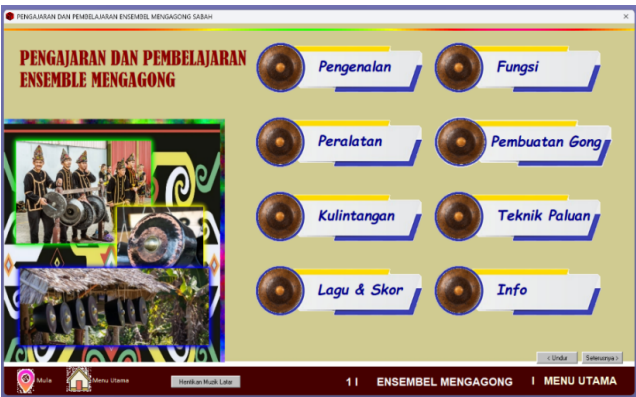 PENGAJARAN DAN PEMBELAJARAN ENSEMBEL MENGAGONG SABAH
PENGAJARAN DAN PEMBELAJARAN
ENSEMBLE MENGAGONG
Pengenalan
Fungsi
Peralatan
Pembuatan Gong
Kulintangan
Teknik Paluan
Lagu & Skor
Info
< Undur
Seterusnya >
Mula
Menu Utama
Hentikan Muzik Latar
1 I ENSEMBEL MENGAGONG I MENU UTAMA